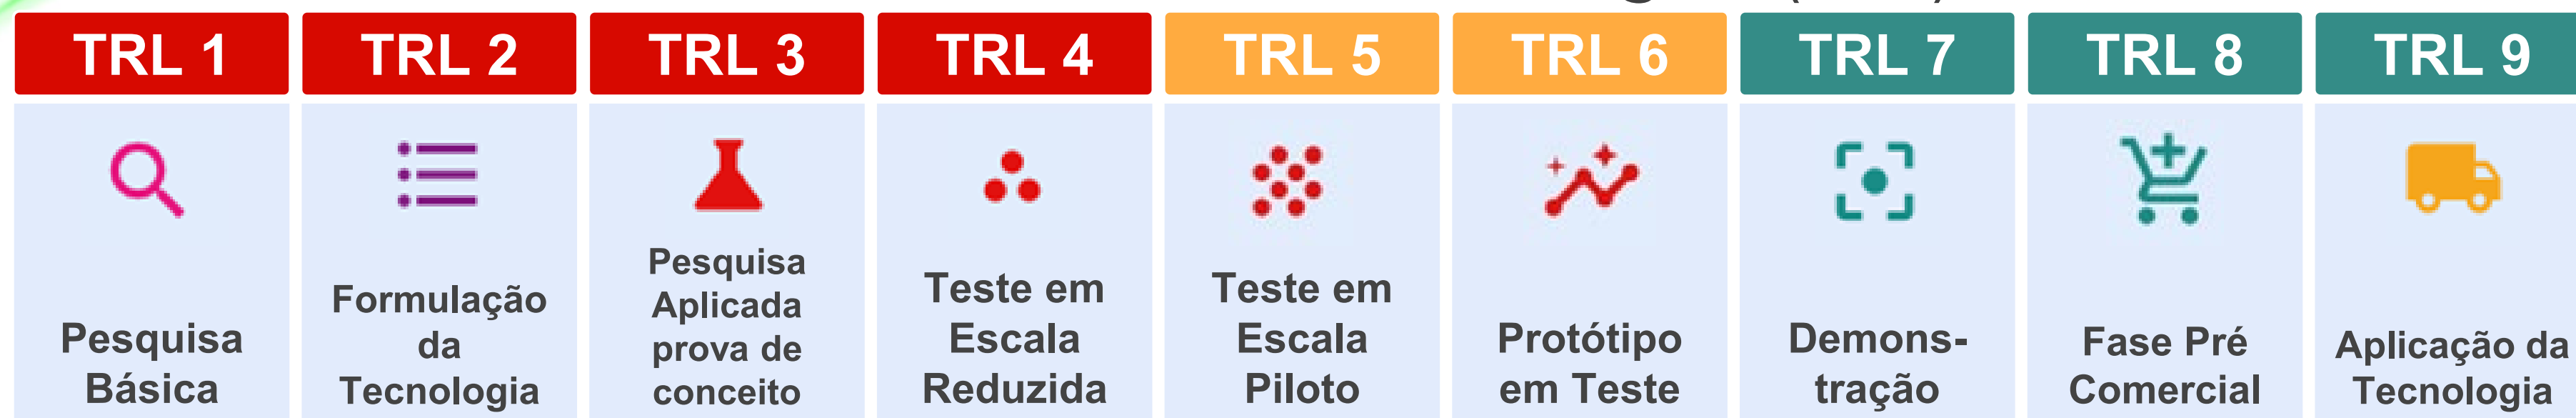 TRL 1
TRL 2
TRL 3
TRL 4
TRL 5
TRL 6
TRL 7
TRL 8
TRL 9
Pesquisa
Básica
Formulação
da
Tecnologia
Pesquisa
Aplicada
prova de
conceito
Teste em
Escala
Reduzida
Teste em
Escala
Piloto
Protótipo
em Teste
Demons-
tração
Fase Pré
Comercial
Aplicação da
Tecnologia